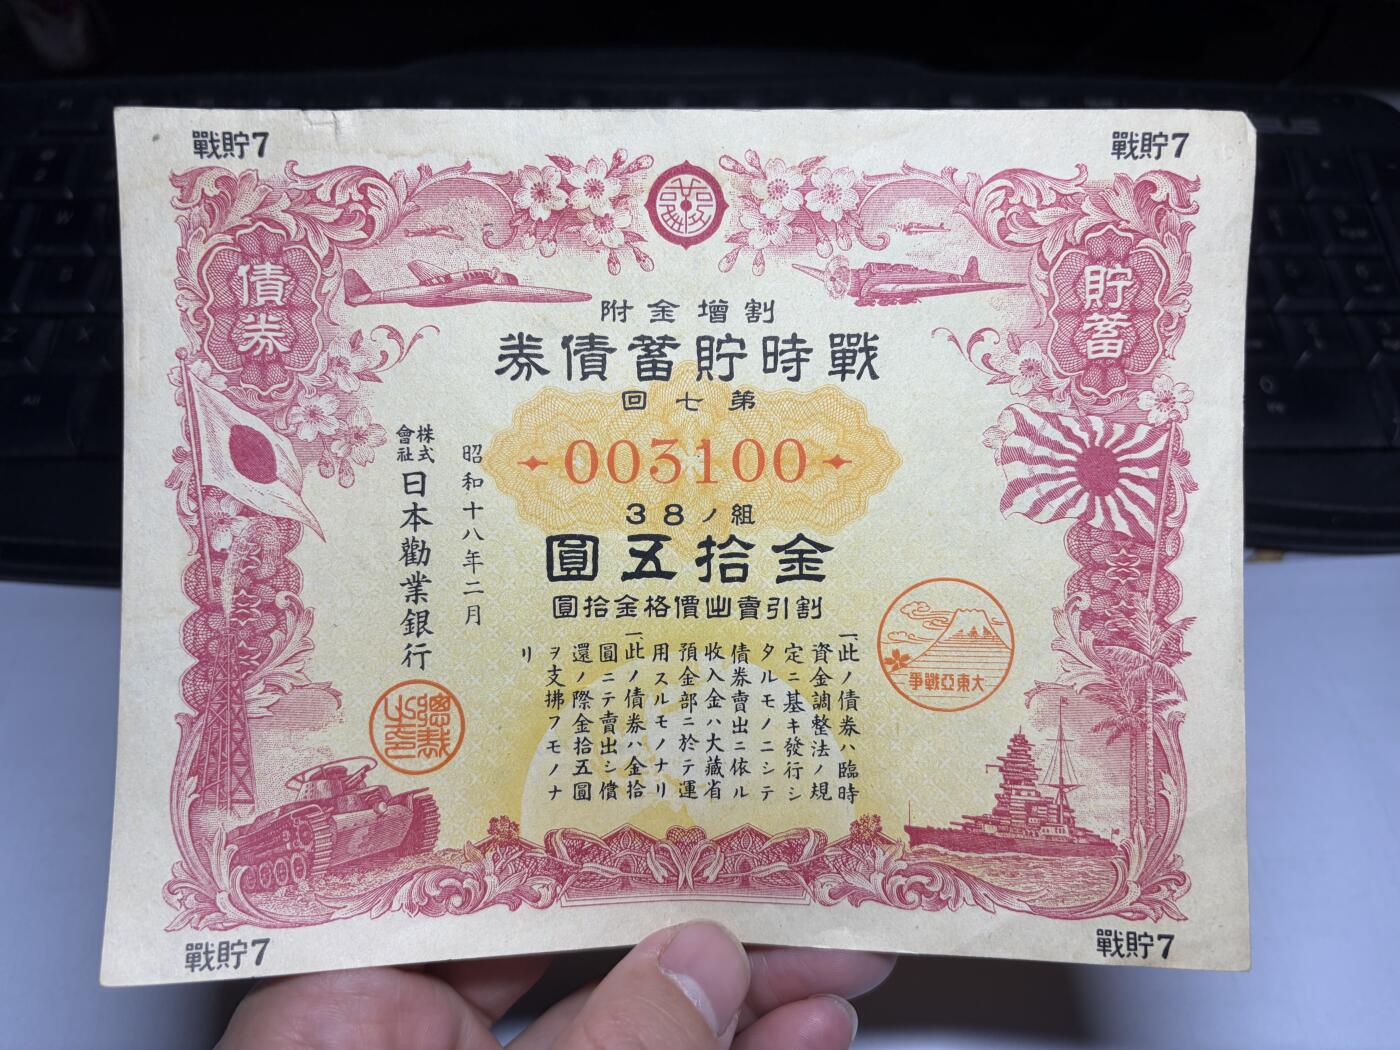 戰貯7
戰貯7
債券
貯蓄
割增金附
戰時貯蓄債券
第七回
003100
組ノ38
金拾五圓
割引賣出價格金拾圓
一、此ノ債券ハ臨時
資金調整法ノ規
定ニ基キ發行シ
タルモノニシテ
債券賣出ニ依ル
收入金ハ大藏省
預金部ニ於テ運
用スルモノナリ
一、此ノ債券ハ金拾
圓ニテ賣出シ償
還ノ際金拾五圓
ヲ支拂フモノナ
リ
昭和十八年二月
株式會社
日本勸業銀行
總裁之印
大東亞戰爭
戰貯7
戰貯7